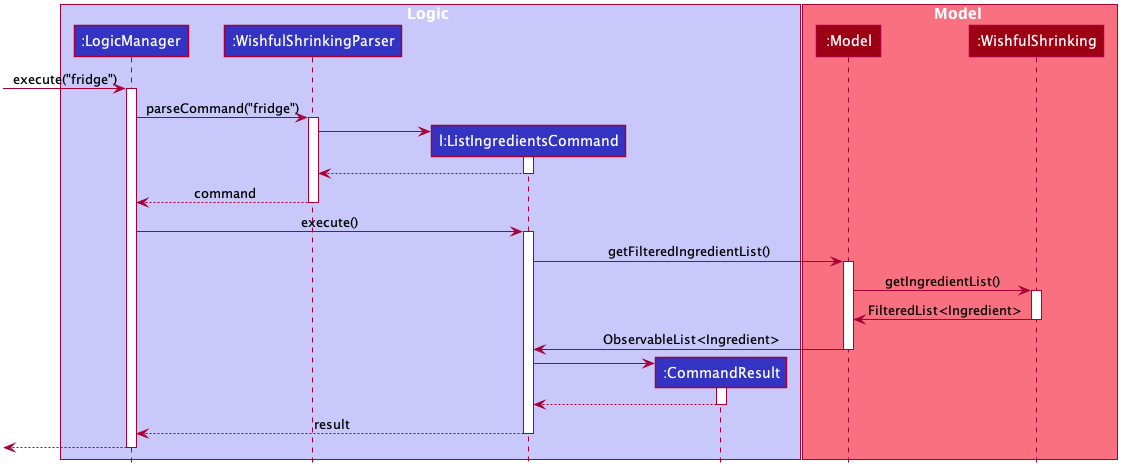 Logic
Model
:LogicManager
:WishfulShrinkingParser
:Model
:WishfulShrinking
execute("fridge")
parseCommand("fridge")
l:ListIngredientsCommand
command
execute()
getFilteredIngredientList()
getIngredientList()
FilteredList<Ingredient>
ObservableList<Ingredient>
:CommandResult
result